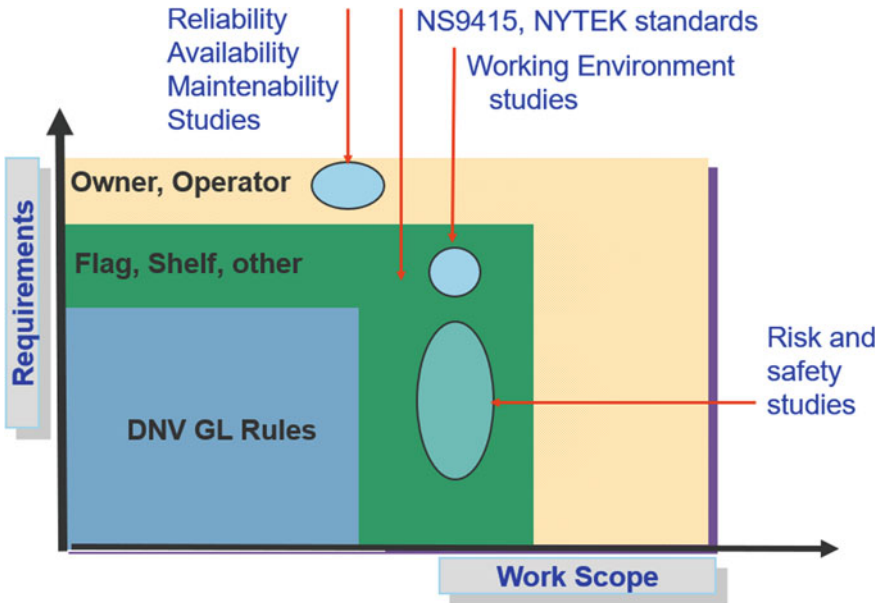 Reliability
Availability
Maintenability
Studies
NS9415, NYTEK standards
Working Environment
studies
Requirements
Owner, Operator
Flag, Shelf, other
DNV GL Rules
Risk and
safety
studies
Work Scope